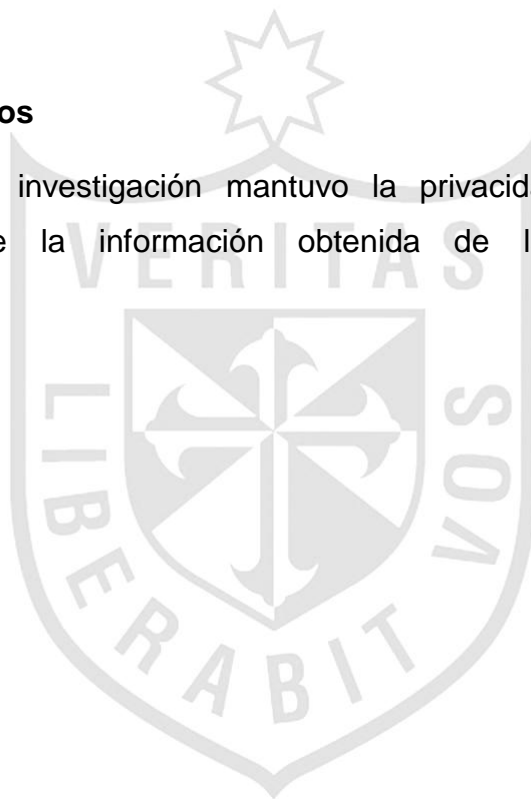 os
investigación mantuvo la privacid
e la información obtenida de l
VERITAS
LIBERABIT
VOS